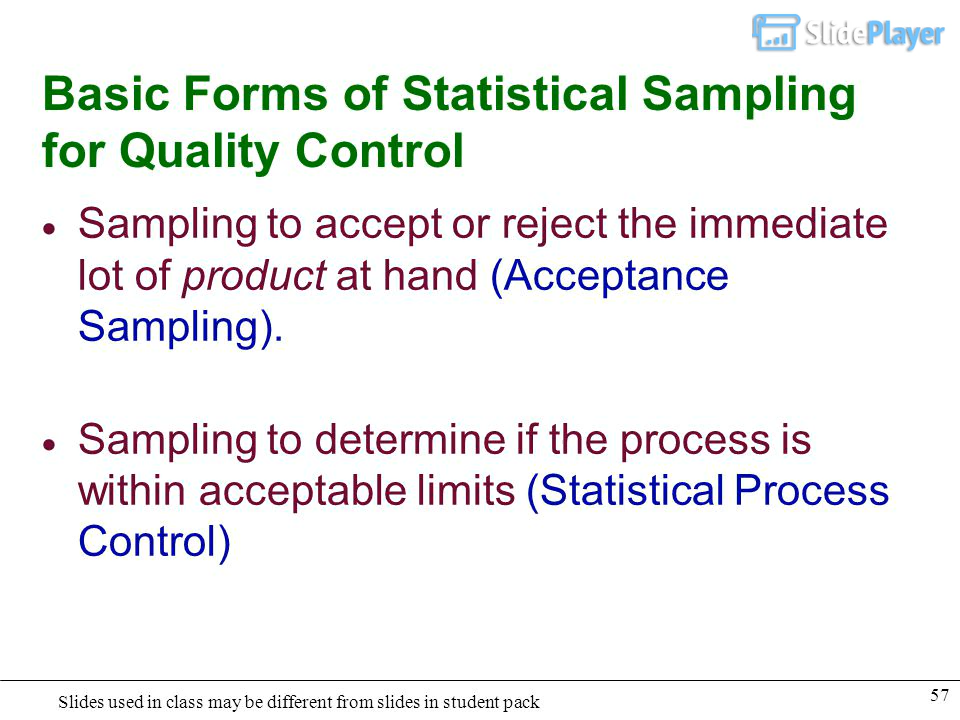 SlidePlayer
Basic Forms of Statistical Sampling
for Quality Control
• Sampling to accept or reject the immediate
lot of product at hand (Acceptance
Sampling).
• Sampling to determine if the process is
within acceptable limits (Statistical Process
Control)
Slides used in class may be different from slides in student pack
57